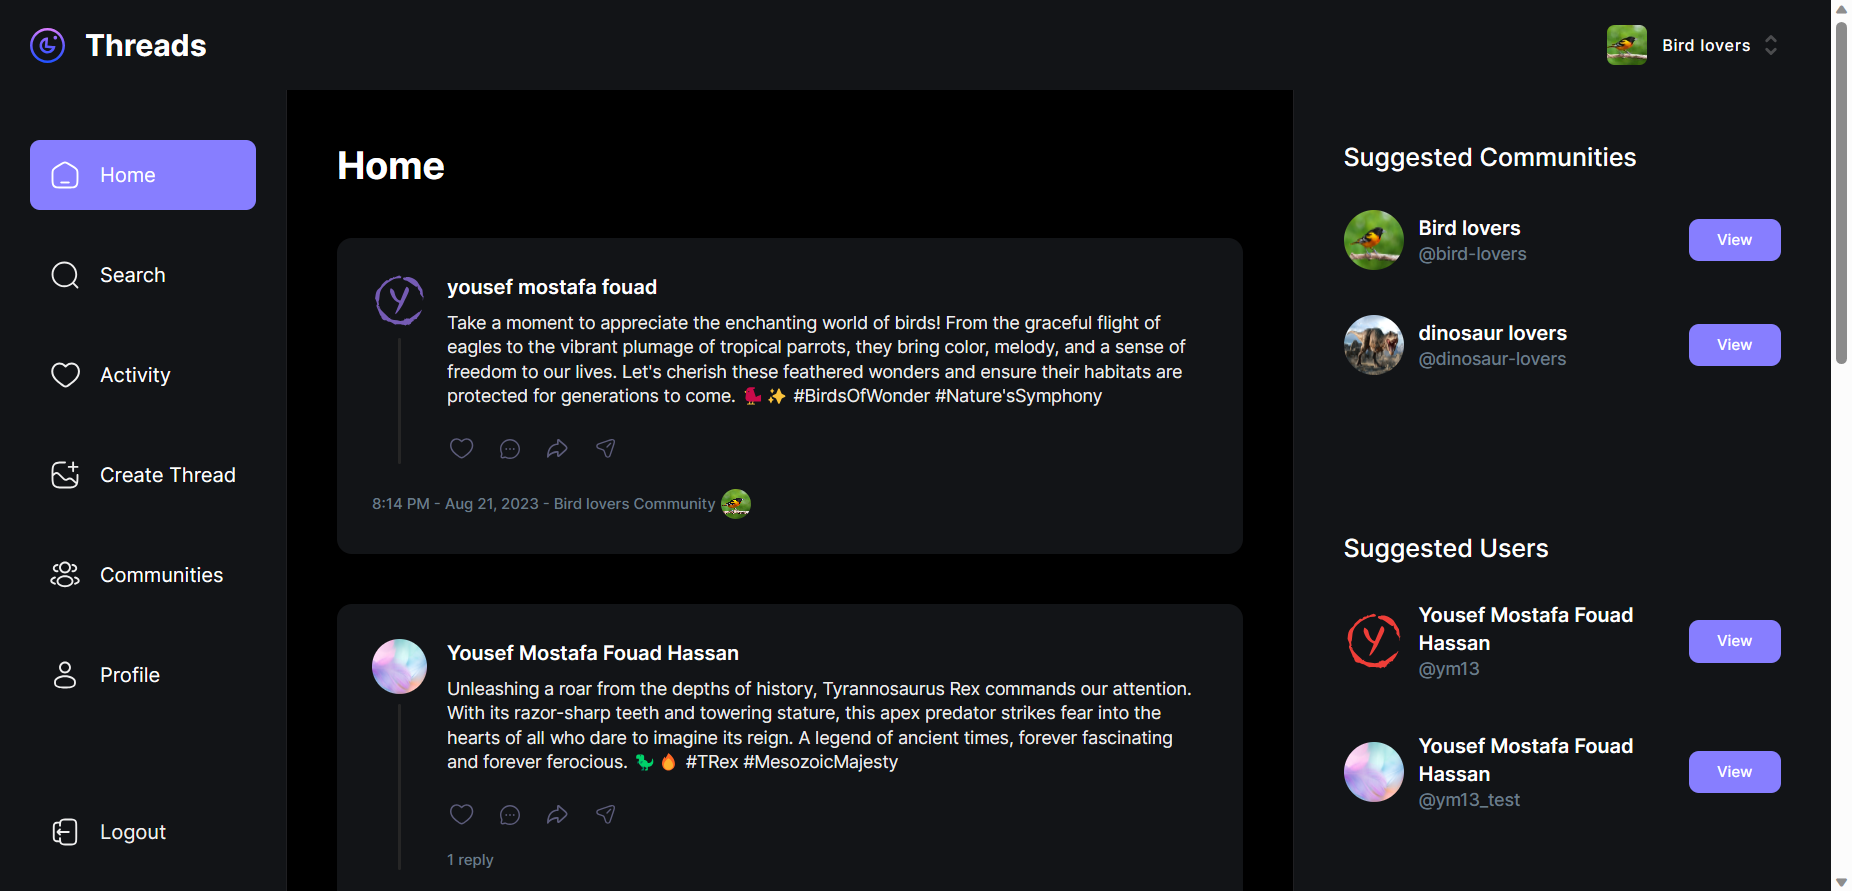 Threads
Bird lovers
Home
Search
Activity
Create Thread
Communities
Profile
Logout
Home
yousef mostafa fouad
Take a moment to appreciate the enchanting world of birds! From the graceful flight of
eagles to the vibrant plumage of tropical parrots, they bring color, melody, and a sense of
freedom to our lives. Let's cherish these feathered wonders and ensure their habitats are
protected for generations to come. 🐦✨ #BirdsOfWonder #Nature'sSymphony
8:14 PM - Aug 21, 2023 - Bird lovers Community
Yousef Mostafa Fouad Hassan
Unleashing a roar from the depths of history, Tyrannosaurus Rex commands our attention.
With its razor-sharp teeth and towering stature, this apex predator strikes fear into the
hearts of all who dare to imagine its reign. A legend of ancient times, forever fascinating
and forever ferocious. 🦖🔥 #TRex #MesozoicMajesty
1 reply
Suggested Communities
Bird lovers
@bird-lovers
View
dinosaur lovers
@dinosaur-lovers
View
Suggested Users
Yousef Mostafa Fouad
Hassan
@ym13
View
Yousef Mostafa Fouad
Hassan
@ym13_test
View